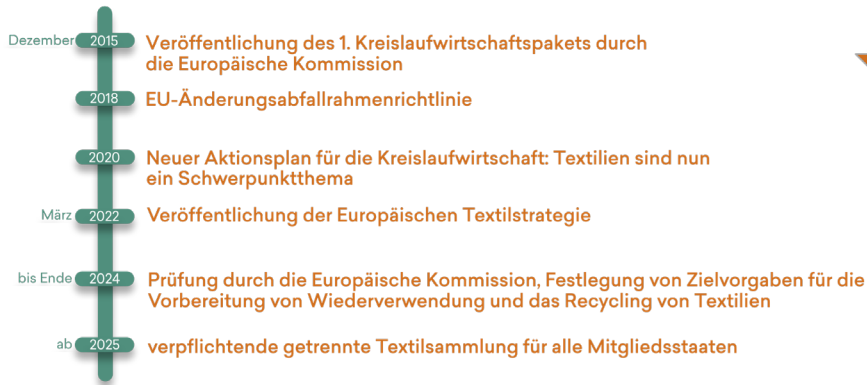 Dezember 2015 Veröffentlichung des 1. Kreislaufwirtschaftspakets durch
die Europäische Kommission
2018 EU-Änderungsabfallrahmenrichtlinie
2020 Neuer Aktionsplan für die Kreislaufwirtschaft: Textilien sind nun
ein Schwerpunktthema
März 2022 Veröffentlichung der Europäischen Textilstrategie
bis Ende 2024 Prüfung durch die Europäische Kommission, Festlegung von Zielvorgaben für die
Vorbereitung von Wiederverwendung und das Recycling von Textilien
ab 2025 verpflichtende getrennte Textilsammlung für alle Mitgliedsstaaten